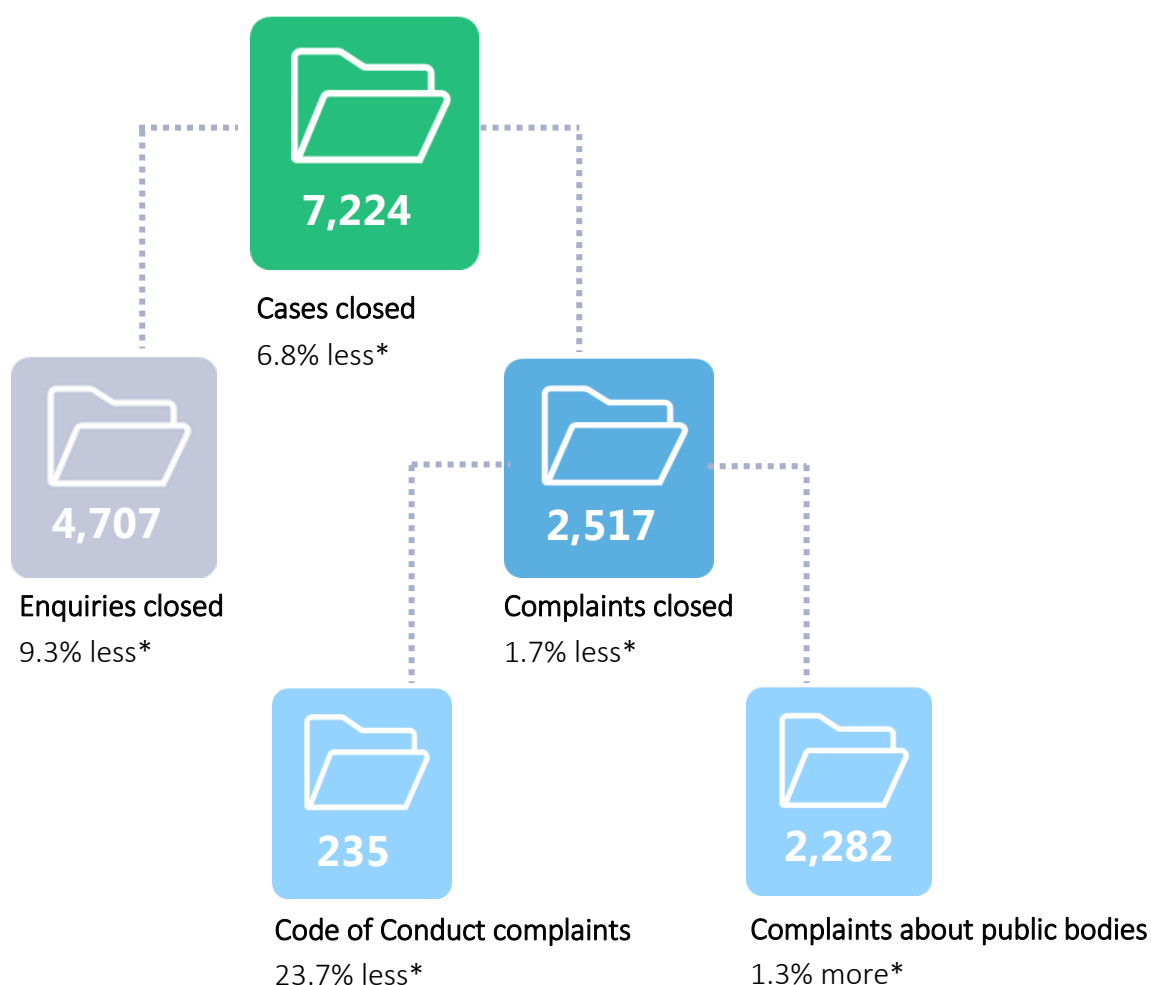 7,224
Cases closed
6.8% less*
4,707
Enquiries closed
9.3% less*
2,517
Complaints closed
1.7% less*
235
Code of Conduct complaints
23.7% less*
2,282
Complaints about public bodies
1.3% more*